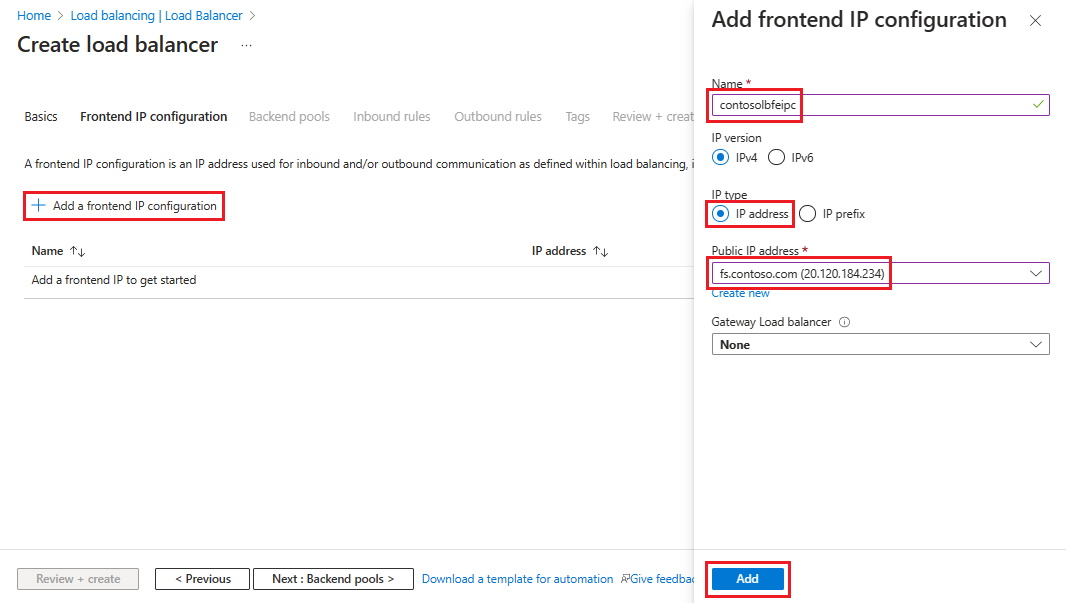 Home > Load balancing | Load Balancer >
Create load balancer ...
Basics Frontend IP configuration Backend pools Inbound rules Outbound rules Tags Review + creat
A frontend IP configuration is an IP address used for inbound and/or outbound communication as defined within load balancing, i
+ Add a frontend IP configuration
Name ↑↓ IP address ↑↓
Add a frontend IP to get started
Review + create < Previous Next : Backend pools > Download a template for automation Give feedbac
Add frontend IP configuration
Name *
contosolbfeipc
IP version
IPv4 IPv6
IP type
IP address IP prefix
Public IP address *
fs.contoso.com (20.120.184.234)
Create new
Gateway Load balancer
None
Add